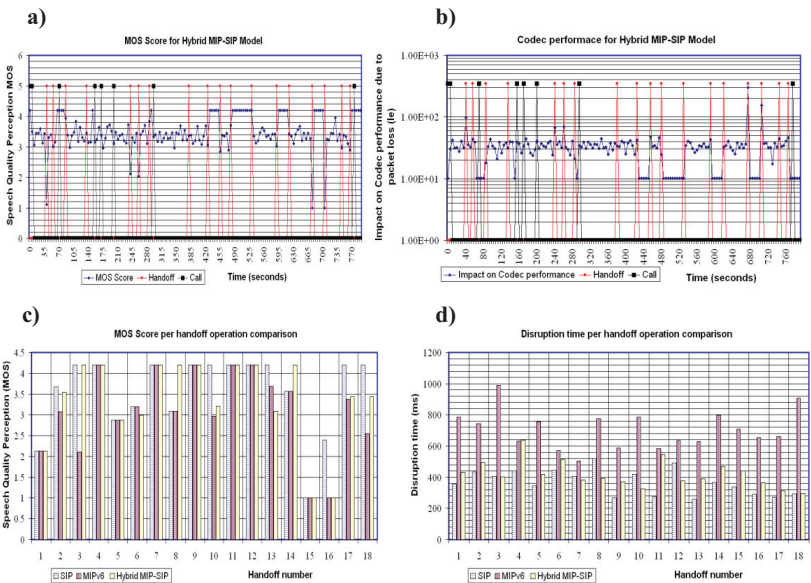 a)
MOS Score for Hybrid MIP-SIP Model
Speech Quality Perception MOS
6
5
4
3
2
1
0
0 35 70 105 140 175 210 245 280 315 350 385 420 455 490 525 560 595 630 665 700 735 770
Time (seconds)
MOS Score Handoff Call
b)
Codec performace for Hybrid MIP-SIP Model
Impact on Codec performance due to
packet loss (Ie)
1.00E+03
1.00E+02
1.00E+01
1.00E+00
0 40 80 120 160 200 240 280 320 360 400 440 480 520 560 600 640 680 720 760
Impact on Codec performance Handoff Call
Time (seconds)
c)
MOS Score per handoff operation comparison
Speech Quality Perception (MOS)
4.5
4
3.5
3
2.5
2
1.5
1
0.5
0
1 2 3 4 5 6 7 8 9 10 11 12 13 14 15 16 17 18
SIP MIPv6 Hybrid MIP-SIP
Handoff number
d)
Disruption time per handoff operation comparison
Disruption time (ms)
1200
1000
800
600
400
200
0
1 2 3 4 5 6 7 8 9 10 11 12 13 14 15 16 17 18
SIP MIPv6 Hybrid MIP-SIP
Handoff number